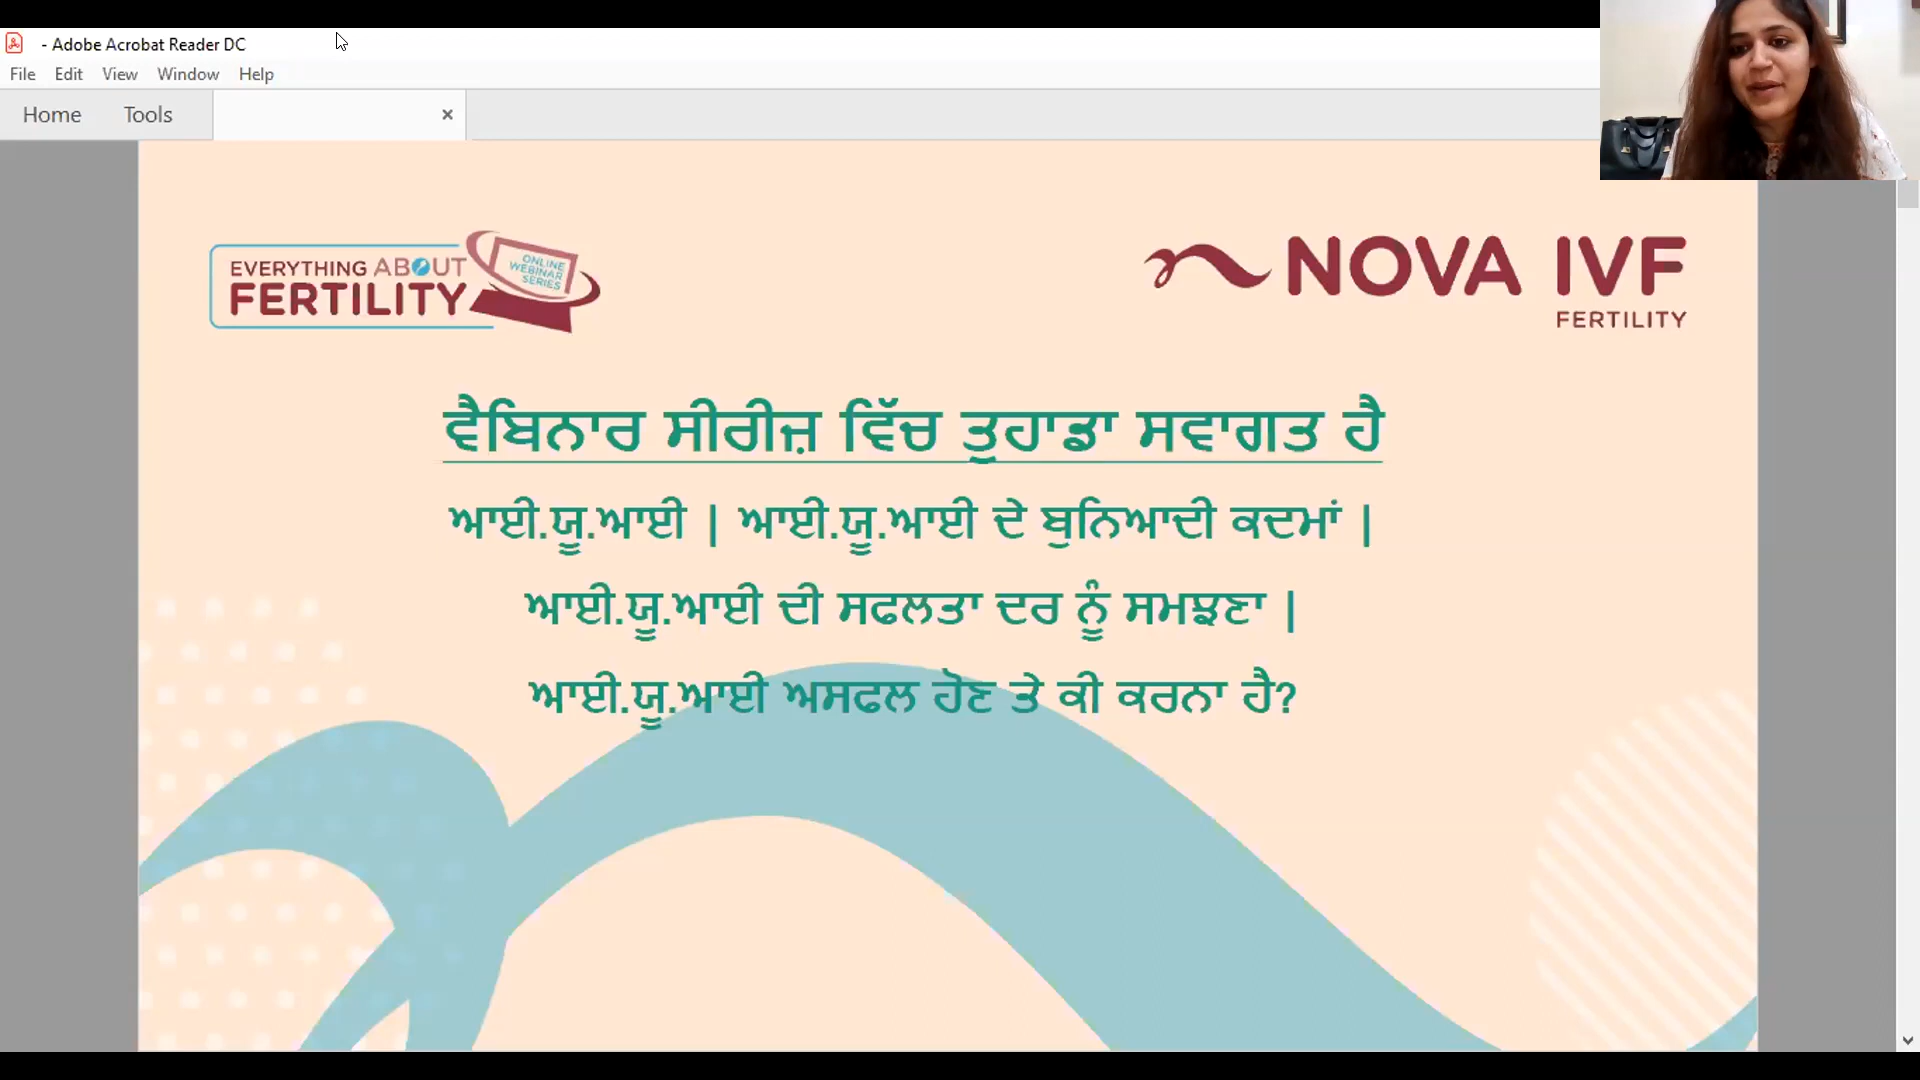 - Adobe Acrobat Reader DC
File Edit View Window Help
Home Tools ×
EVERYTHING ABOUT
FERTILITY
ONLINE
WEBINAR
SERIES
NOVA IVF
FERTILITY
ਵੈਬਿਨਾਰ ਸੀਰੀਜ਼ ਵਿੱਚ ਤੁਹਾਡਾ ਸਵਾਗਤ ਹੈ
ਆਈ.ਯੂ.ਆਈ | ਆਈ.ਯੂ.ਆਈ ਦੇ ਬੁਨਿਆਦੀ ਕਦਮਾਂ |
ਆਈ.ਯੂ.ਆਈ ਦੀ ਸਫਲਤਾ ਦਰ ਨੂੰ ਸਮਝਣਾ |
ਆਈ.ਯੂ.ਆਈ ਅਸਫਲ ਹੋਣ ਤੇ ਕੀ ਕਰਨਾ ਹੈ?